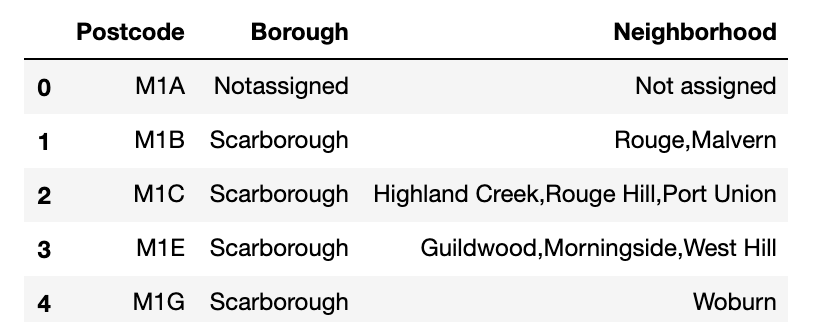 Postcode Borough Neighborhood
0 M1A Notassigned Not assigned
1 M1B Scarborough Rouge,Malvern
2 M1C Scarborough Highland Creek,Rouge Hill,Port Union
3 M1E Scarborough Guildwood,Morningside,West Hill
4 M1G Scarborough Woburn